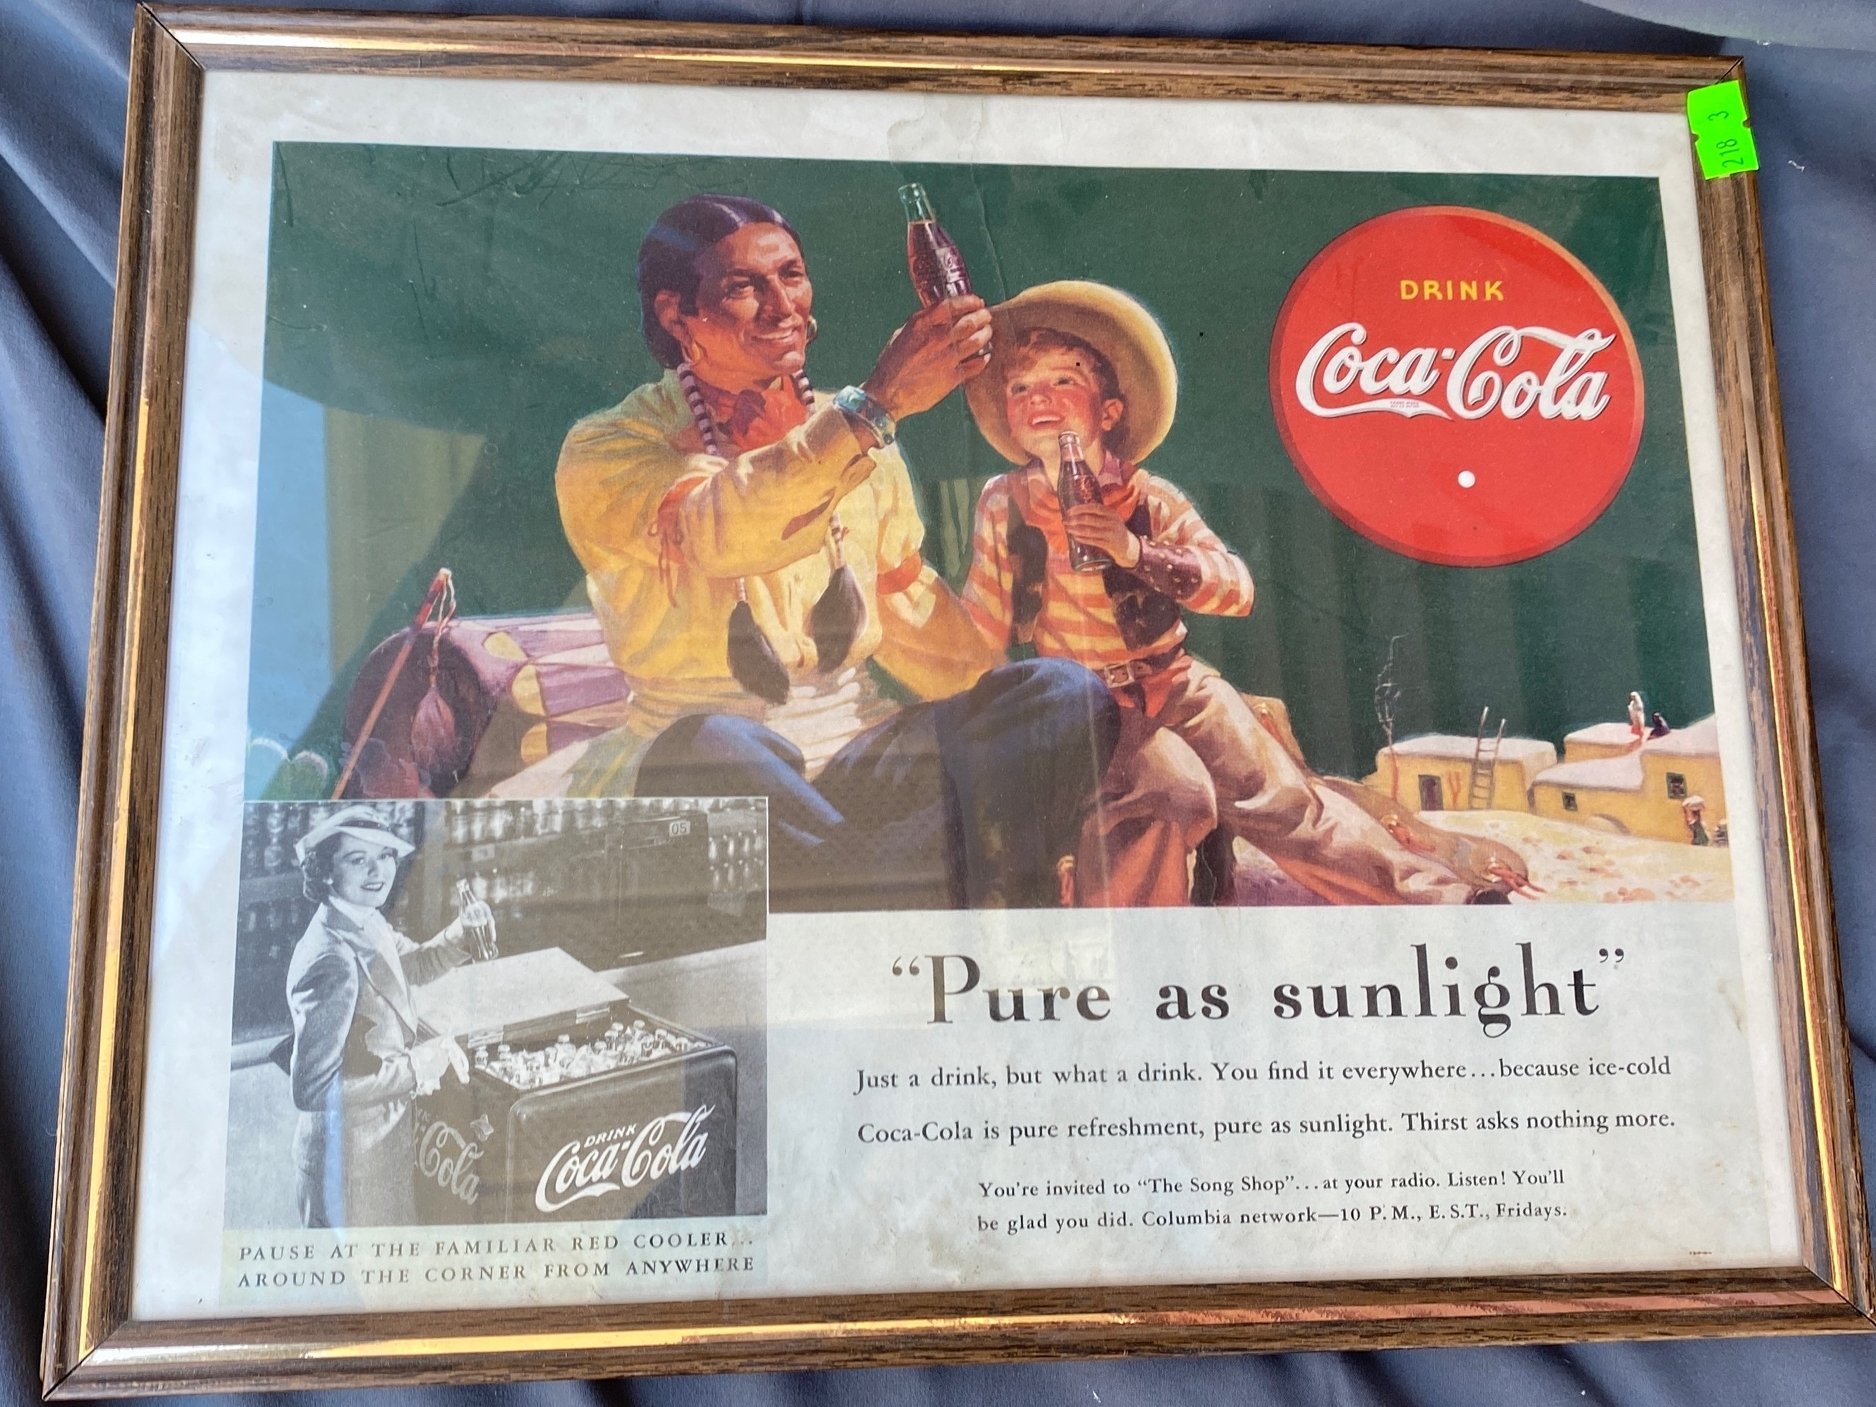 218 3
DRINK
Coca-Cola
05
DRINK
Coca-Cola
Cola
PAUSE AT THE FAMILIAR RED COOLER...
AROUND THE CORNER FROM ANYWHERE
“Pure as sunlight”
Just a drink, but what a drink. You find it everywhere...because ice-cold
Coca-Cola is pure refreshment, pure as sunlight. Thirst asks nothing more.
You're invited to “The Song Shop”...at your radio. Listen! You'll
be glad you did. Columbia network—10 P. M., E. S. T., Fridays.